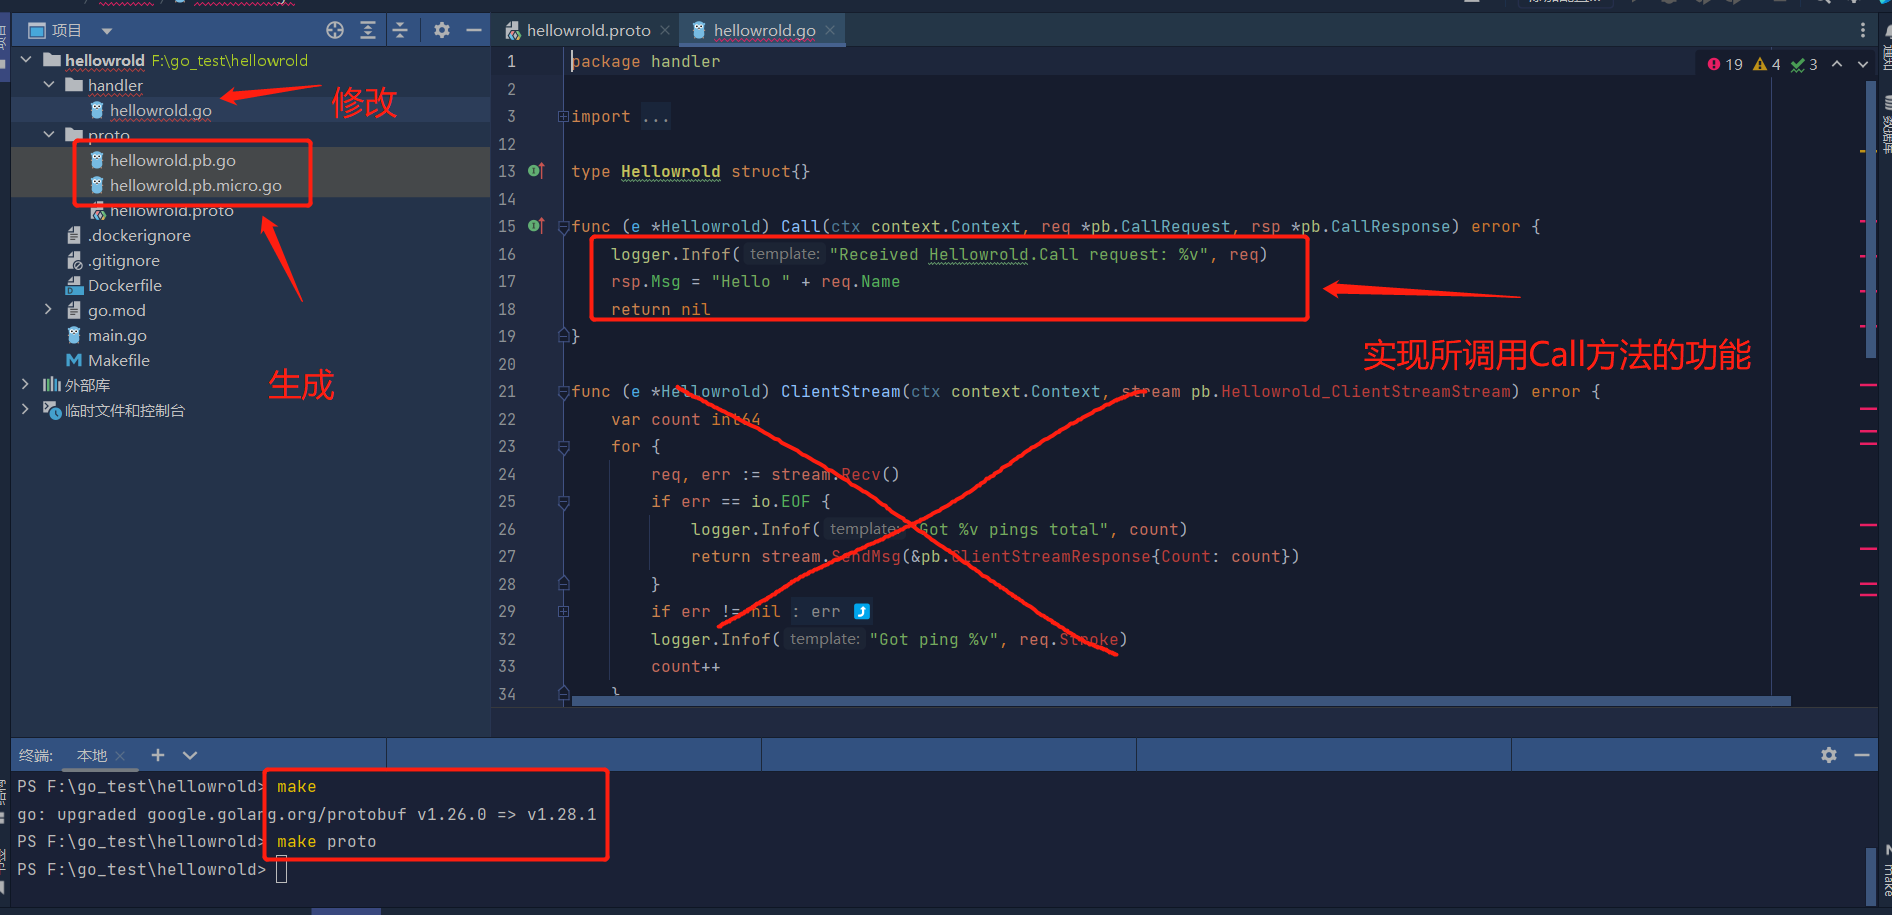 项目
hellowrold.proto
hellowrold.go
hellowrold F:\go_test\hellowrold
handler
hellowrold.go
修改
proto
hellowrold.pb.go
hellowrold.pb.micro.go
hellowrold.proto
.dockerignore
.gitignore
Dockerfile
go.mod
main.go
Makefile
外部库
临时文件和控制台
生成
19 4 3
1 package handler
2
3 import ...
12
13 type Hellowrold struct{}
14
15 func (e *Hellowrold) Call(ctx context.Context, req *pb.CallRequest, rsp *pb.CallResponse) error {
16 logger.Infof( template: "Received Hellowrold.Call request: %v", req)
17 rsp.Msg = "Hello " + req.Name
18 return nil
19 }
20
实现所调用Call方法的功能
21 func (e *Hellowrold) ClientStream(ctx context.Context, stream pb.Hellowrold_ClientStreamStream) error {
22 var count int64
23 for {
24 req, err := stream.Recv()
25 if err == io.EOF {
26 logger.Infof( template: "Got %v pings total", count)
27 return stream.SendMsg(&pb.ClientStreamResponse{Count: count})
28 }
29 if err != nil : err
32 logger.Infof( template: "Got ping %v", req.Stroke)
33 count++
34 }
通知
数据库
make
终端: 本地
PS F:\go_test\hellowrold> make
go: upgraded google.golang.org/protobuf v1.26.0 => v1.28.1
PS F:\go_test\hellowrold> make proto
PS F:\go_test\hellowrold>